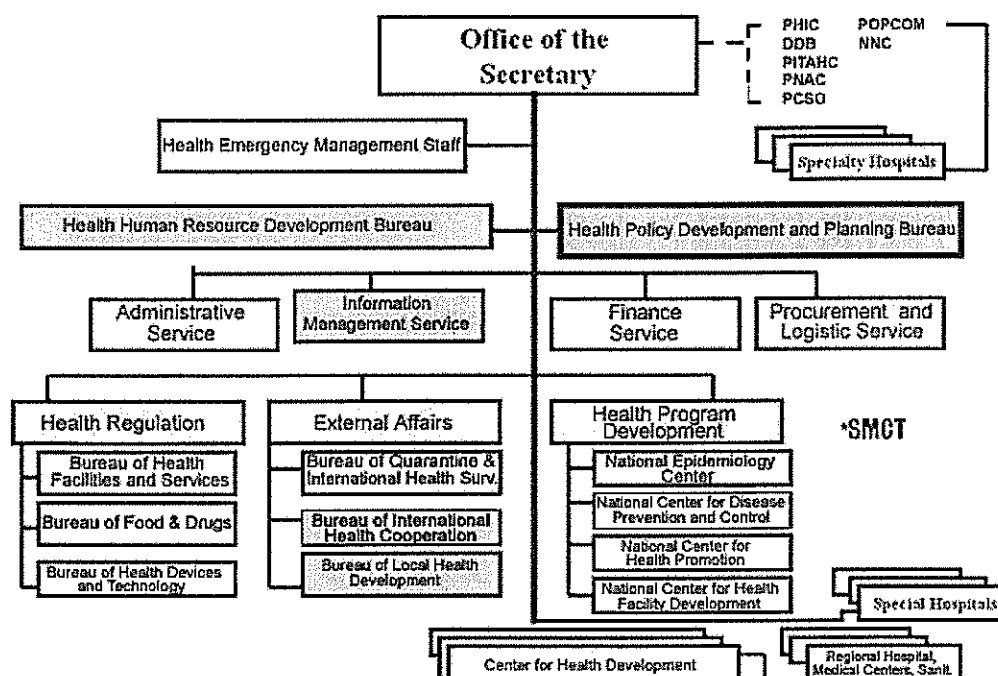 Office of the
Secretary
PHIC POPCOM
DDB NNC
PITAHC
PNAC
PCSO
Specialty Hospitals
Health Emergency Management Staff
Health Human Resource Development Bureau
Health Policy Development and Planning Bureau
Administrative
Service
Information
Management Service
Finance
Service
Procurement and
Logistic Service
Health Regulation
Bureau of Health
Facilities and Services
Bureau of Food & Drugs
Bureau of Health Devices
and Technology
External Affairs
Bureau of Quarantine &
International Health Surv.
Bureau of International
Health Cooperation
Bureau of Local Health
Development
Health Program
Development
National Epidemiology
Center
National Center for Disease
Prevention and Control
National Center for
Health Promotion
National Center for Health
Facility Development
*SMCT
Special Hospitals
Center for Health Development
Regional Hospital,
Medical Centers, Sanit.